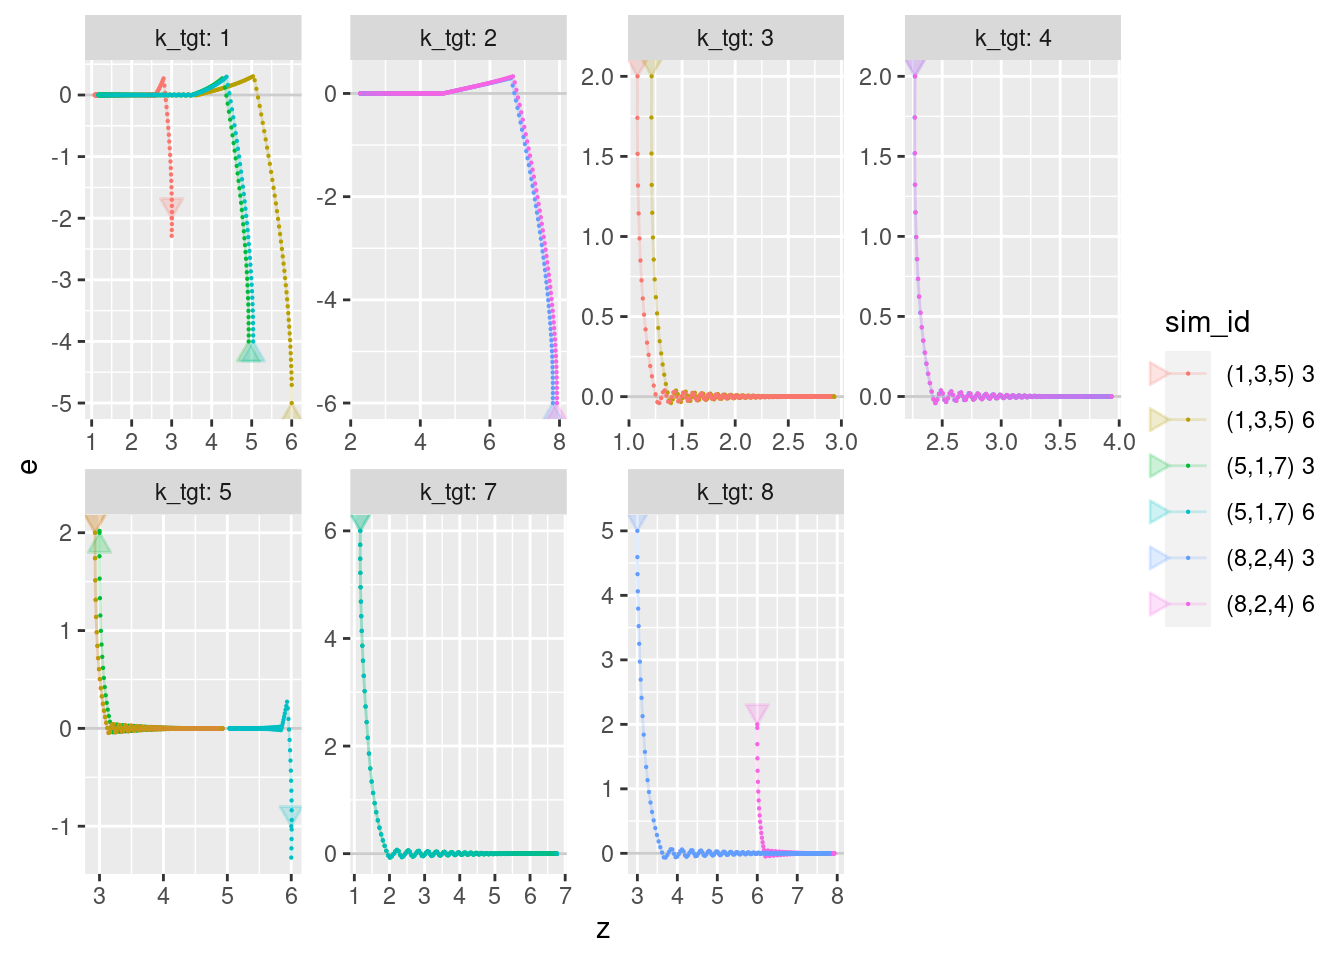 k_tgt: 1
k_tgt: 2
k_tgt: 3
k_tgt: 4
0
-1
-2
-3
-4
-5
1 2 3 4 5 6
0
-2
-4
-6
2 4 6 8
2.0
1.5
1.0
0.5
0.0
1.0 1.5 2.0 2.5 3.0
2.0
1.5
1.0
0.5
0.0
2.5 3.0 3.5 4.0
k_tgt: 5
k_tgt: 7
k_tgt: 8
2
1
0
-1
3 4 5 6
6
4
2
0
1 2 3 4 5 6 7
5
4
3
2
1
0
3 4 5 6 7 8
e
z
sim_id
(1,3,5) 3
(1,3,5) 6
(5,1,7) 3
(5,1,7) 6
(8,2,4) 3
(8,2,4) 6